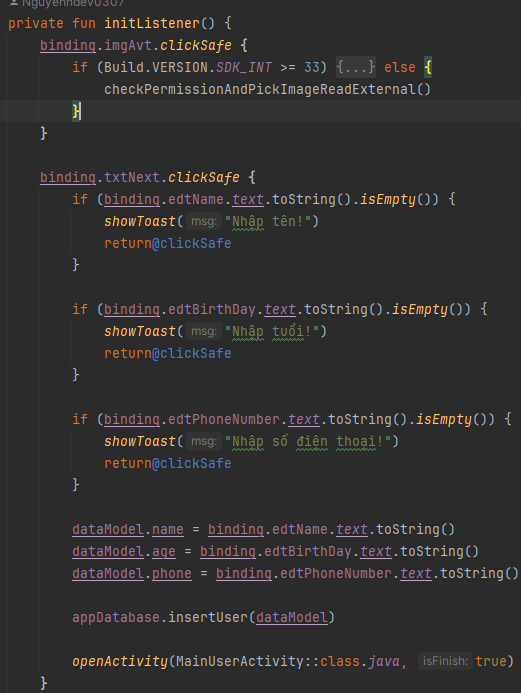 Nguyenndev0307
private fun initListener() {
binding.imgAvt.clickSafe {
if (Build.VERSION.SDK_INT >= 33) {...} else {
checkPermissionAndPickImageReadExternal()
}
}
binding.txtNext.clickSafe {
if (binding.edtName.text.toString().isEmpty()) {
showToast( msg: "Nhập tên!")
return@clickSafe
}
if (binding.edtBirthDay.text.toString().isEmpty()) {
showToast( msg: "Nhập tuổi!")
return@clickSafe
}
if (binding.edtPhoneNumber.text.toString().isEmpty()) {
showToast( msg: "Nhập số điện thoại!")
return@clickSafe
}
dataModel.name = binding.edtName.text.toString()
dataModel.age = binding.edtBirthDay.text.toString()
dataModel.phone = binding.edtPhoneNumber.text.toString()
appDatabase.insertUser(dataModel)
openActivity(MainUserActivity::class.java, isFinish: true)
}